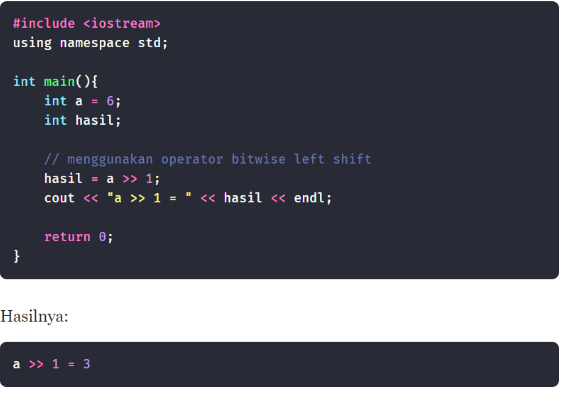 #include <iostream>
using namespace std;
int main(){
int a = 6;
int hasil;
// menggunakan operator bitwise left shift
hasil = a >> 1;
cout << "a >> 1 = " << hasil << endl;
return 0;
}
Hasilnya:
a >> 1 = 3